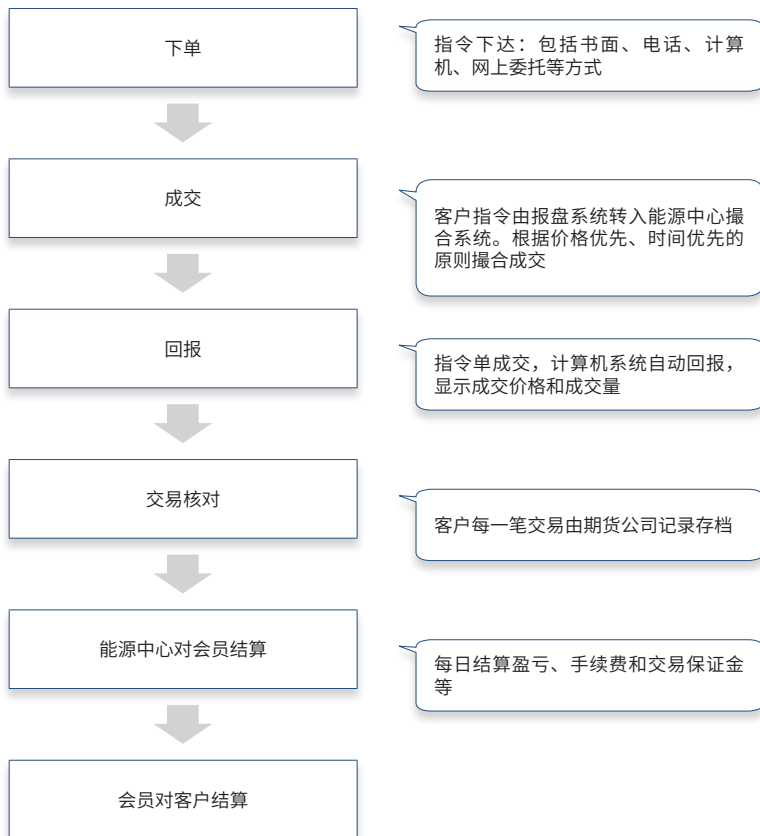 下单
指令下达：包括书面、电话、计算
机、网上委托等方式
成交
客户指令由报盘系统转入能源中心撮
合系统。根据价格优先、时间优先的
原则撮合成交
回报
指令单成交，计算机系统自动回报，
显示成交价格和成交量
交易核对
客户每一笔交易由期货公司记录存档
能源中心对会员结算
每日结算盈亏、手续费和交易保证金
等
会员对客户结算